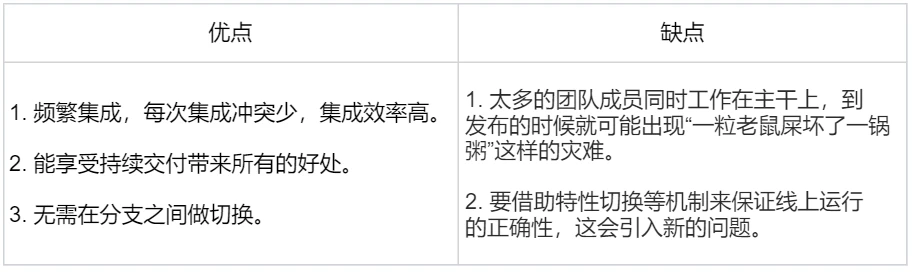 优点
缺点
1. 频繁集成，每次集成冲突少，集成效率高。
2. 能享受持续交付带来所有的好处。
3. 无需在分支之间做切换。
1. 太多的团队成员同时工作在主干上，到
发布的时候就可能出现“一粒老鼠屎坏了一锅
粥”这样的灾难。
2. 要借助特性切换等机制来保证线上运行
的正确性，这会引入新的问题。